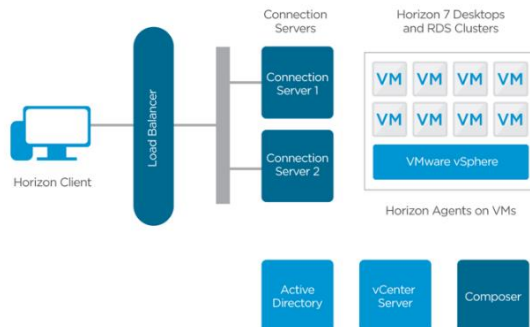 Connection
Servers
Horizon 7 Desktops
and RDS Clusters
Horizon Client
Load Balancer
Connection
Server 1
Connection
Server 2
VM VM VM VM
VM VM VM VM
VMware vSphere
Horizon Agents on VMs
Active
Directory
vCenter
Server
Composer